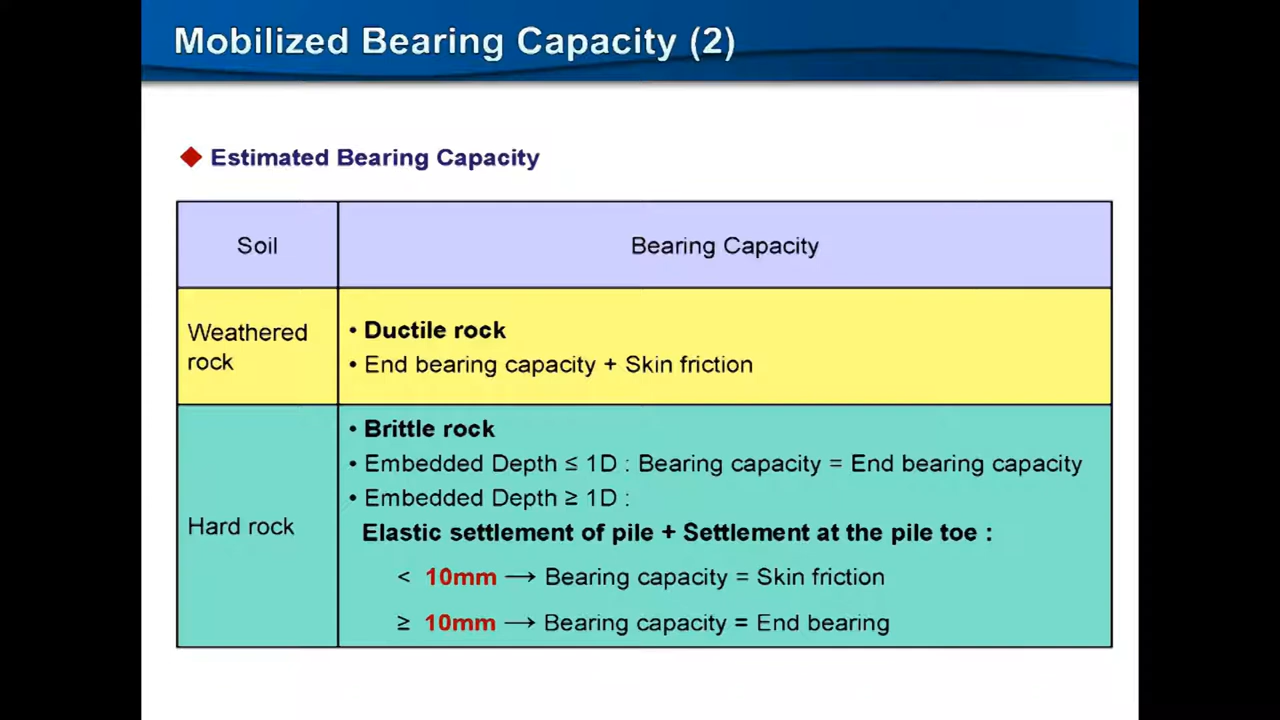 Mobilized Bearing Capacity (2)
Estimated Bearing Capacity
Soil
Bearing Capacity
Weathered
rock
• Ductile rock
• End bearing capacity + Skin friction
Hard rock
• Brittle rock
• Embedded Depth ≤ 1D : Bearing capacity = End bearing capacity
• Embedded Depth ≥ 1D :
Elastic settlement of pile + Settlement at the pile toe :
< 10mm → Bearing capacity = Skin friction
≥ 10mm → Bearing capacity = End bearing